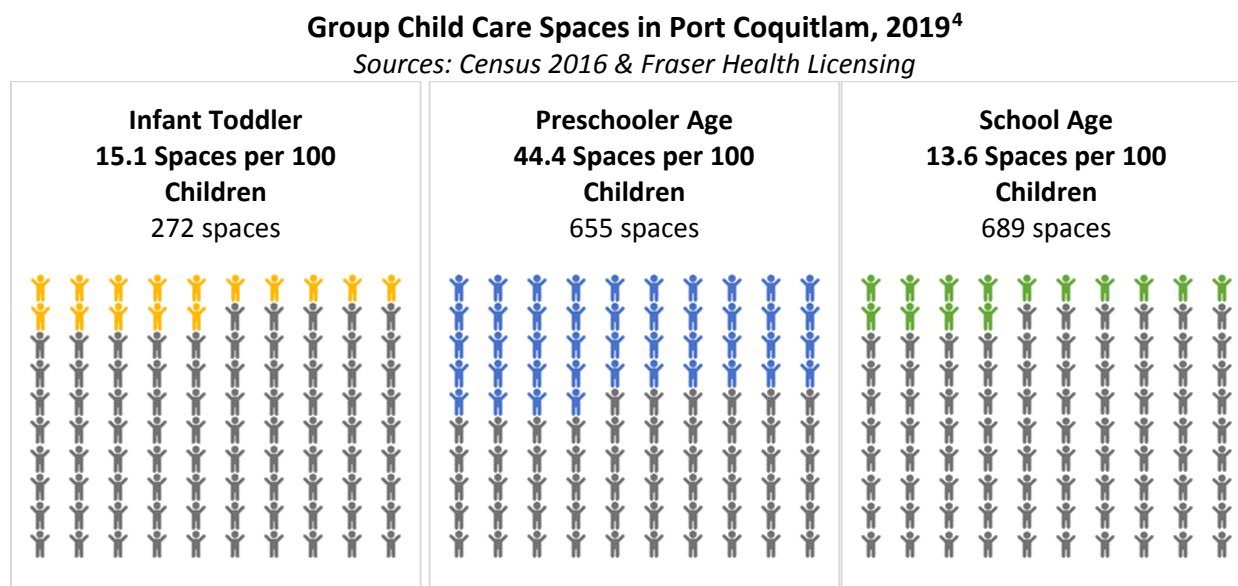 Group Child Care Spaces in Port Coquitlam, 2019⁴
Sources: Census 2016 & Fraser Health Licensing
Infant Toddler
15.1 Spaces per 100
Children
272 spaces
Preschooler Age
44.4 Spaces per 100
Children
655 spaces
School Age
13.6 Spaces per 100
Children
689 spaces